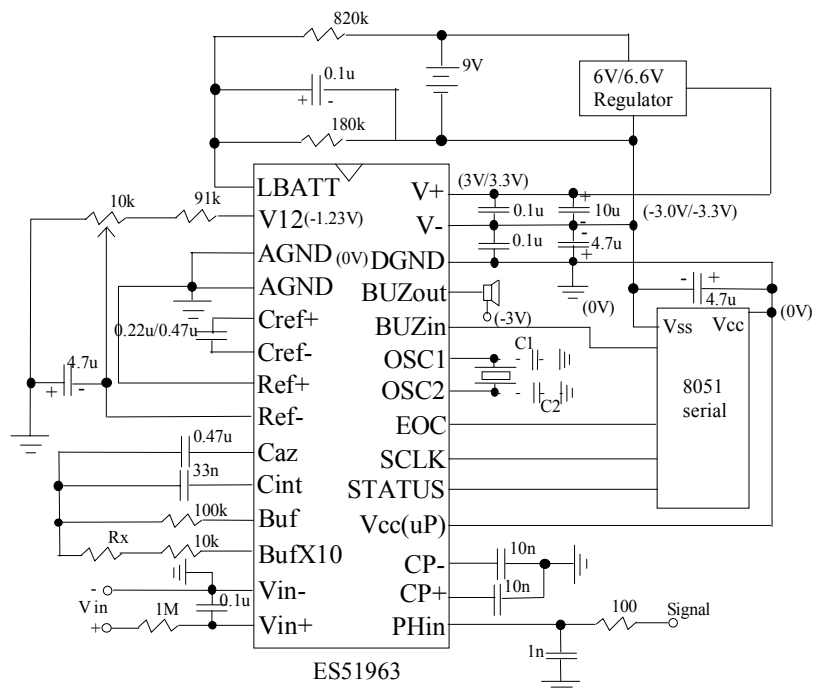 820k
9V
6V/6.6V
Regulator
0.1u
+ -
180k
10k
91k
LBATT
V12(-1.23V)
AGND (0V)
AGND
Cref+
0.22u/0.47u
Cref-
Ref+
4.7u
+ -
Ref-
Caz
0.47u
Cint
33n
Buf
100k
BufX10
Rx
10k
Vin-
-
Vin
0.1u
1M
+
Vin+
V+
(3V/3.3V)
+
0.1u
10u
V-
-
(-3.0V/-3.3V)
0.1u
-
4.7u
+
DGND
(0V)
BUZout
(-3V)
BUZin
- +
4.7u
(0V)
Vss
Vcc
8051
serial
OSC1
C1
OSC2
C2
EOC
SCLK
STATUS
Vcc(uP)
CP-
10n
CP+
10n
PHin
100
Signal
1n
ES51963